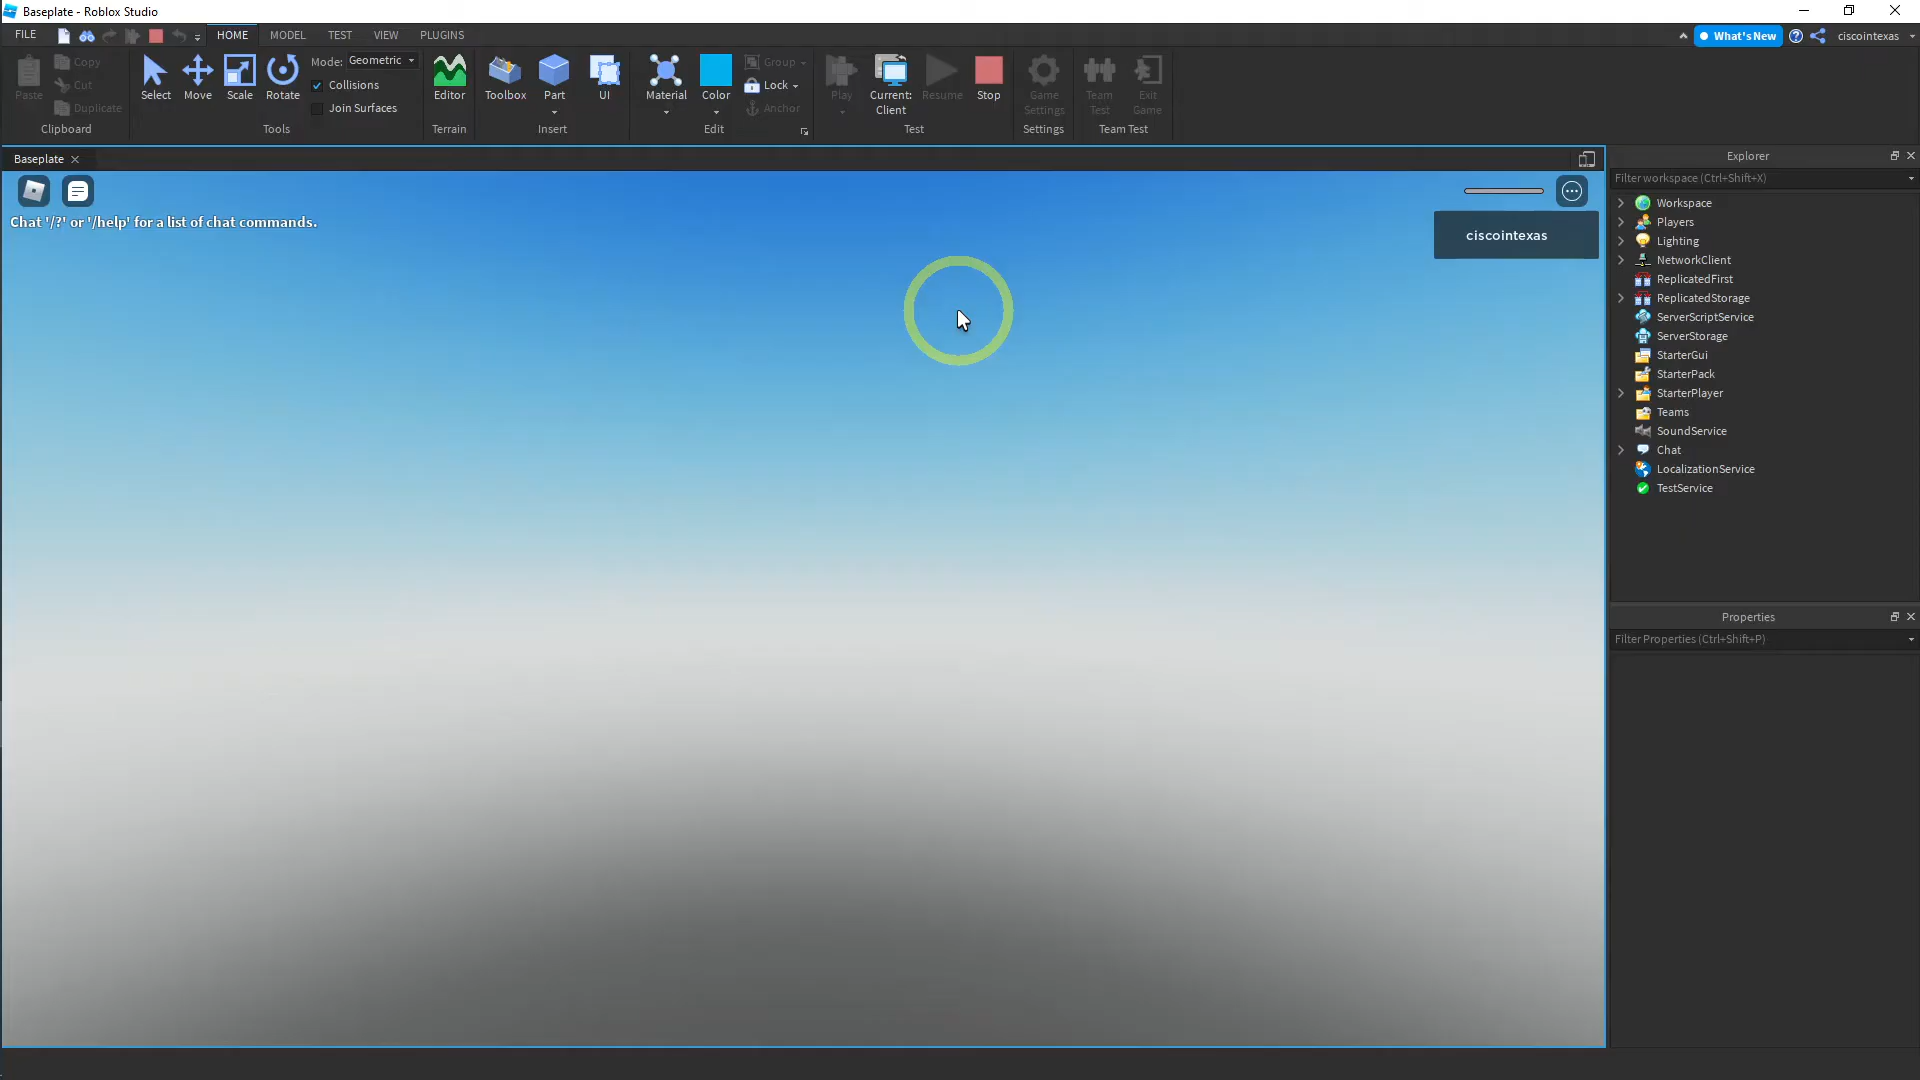 Baseplate - Roblox Studio
FILE
HOME
MODEL
TEST
VIEW
PLUGINS
What's New
ciscointexas
Paste
Copy
Cut
Duplicate
Clipboard
Select
Move
Scale
Rotate
Mode:
Geometric
Collisions
Join Surfaces
Tools
Editor
Terrain
Toolbox
Part
UI
Insert
Material
Color
Group
Lock
Anchor
Edit
Play
Current:
Client
Resume
Stop
Test
Game
Settings
Settings
Team
Test
Exit
Game
Team Test
Baseplate
Chat '/?' or '/help' for a list of chat commands.
ciscointexas
Explorer
Filter workspace (Ctrl+Shift+X)
Workspace
Players
Lighting
NetworkClient
ReplicatedFirst
ReplicatedStorage
ServerScriptService
ServerStorage
StarterGui
StarterPack
StarterPlayer
Teams
SoundService
Chat
LocalizationService
TestService
Properties
Filter Properties (Ctrl+Shift+P)